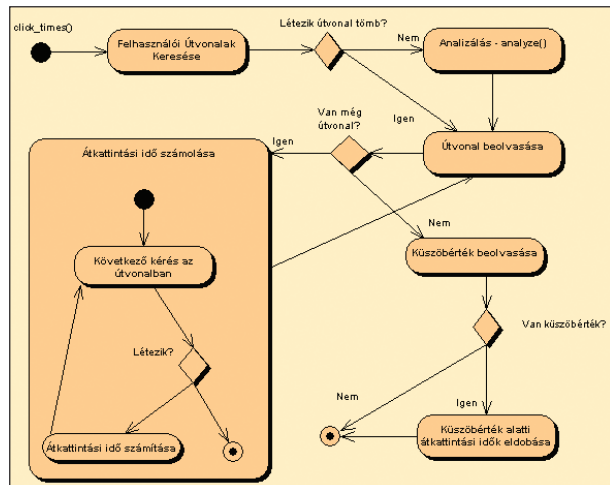 click_times()
Felhasználói Útvonalak
Keresése
Létezik útvonal tömb?
Nem
Analizálás - analyze()
Igen
Útvonal beolvasása
Van még
útvonal?
Igen
Nem
Átkattintási idő számolása
Következő kérés az
útvonalban
Létezik?
Átkattintási idő számítása
Küszöbérték beolvasása
Van küszöbérték?
Nem
Igen
Küszöbérték alatti
átkattintási idők eldobása